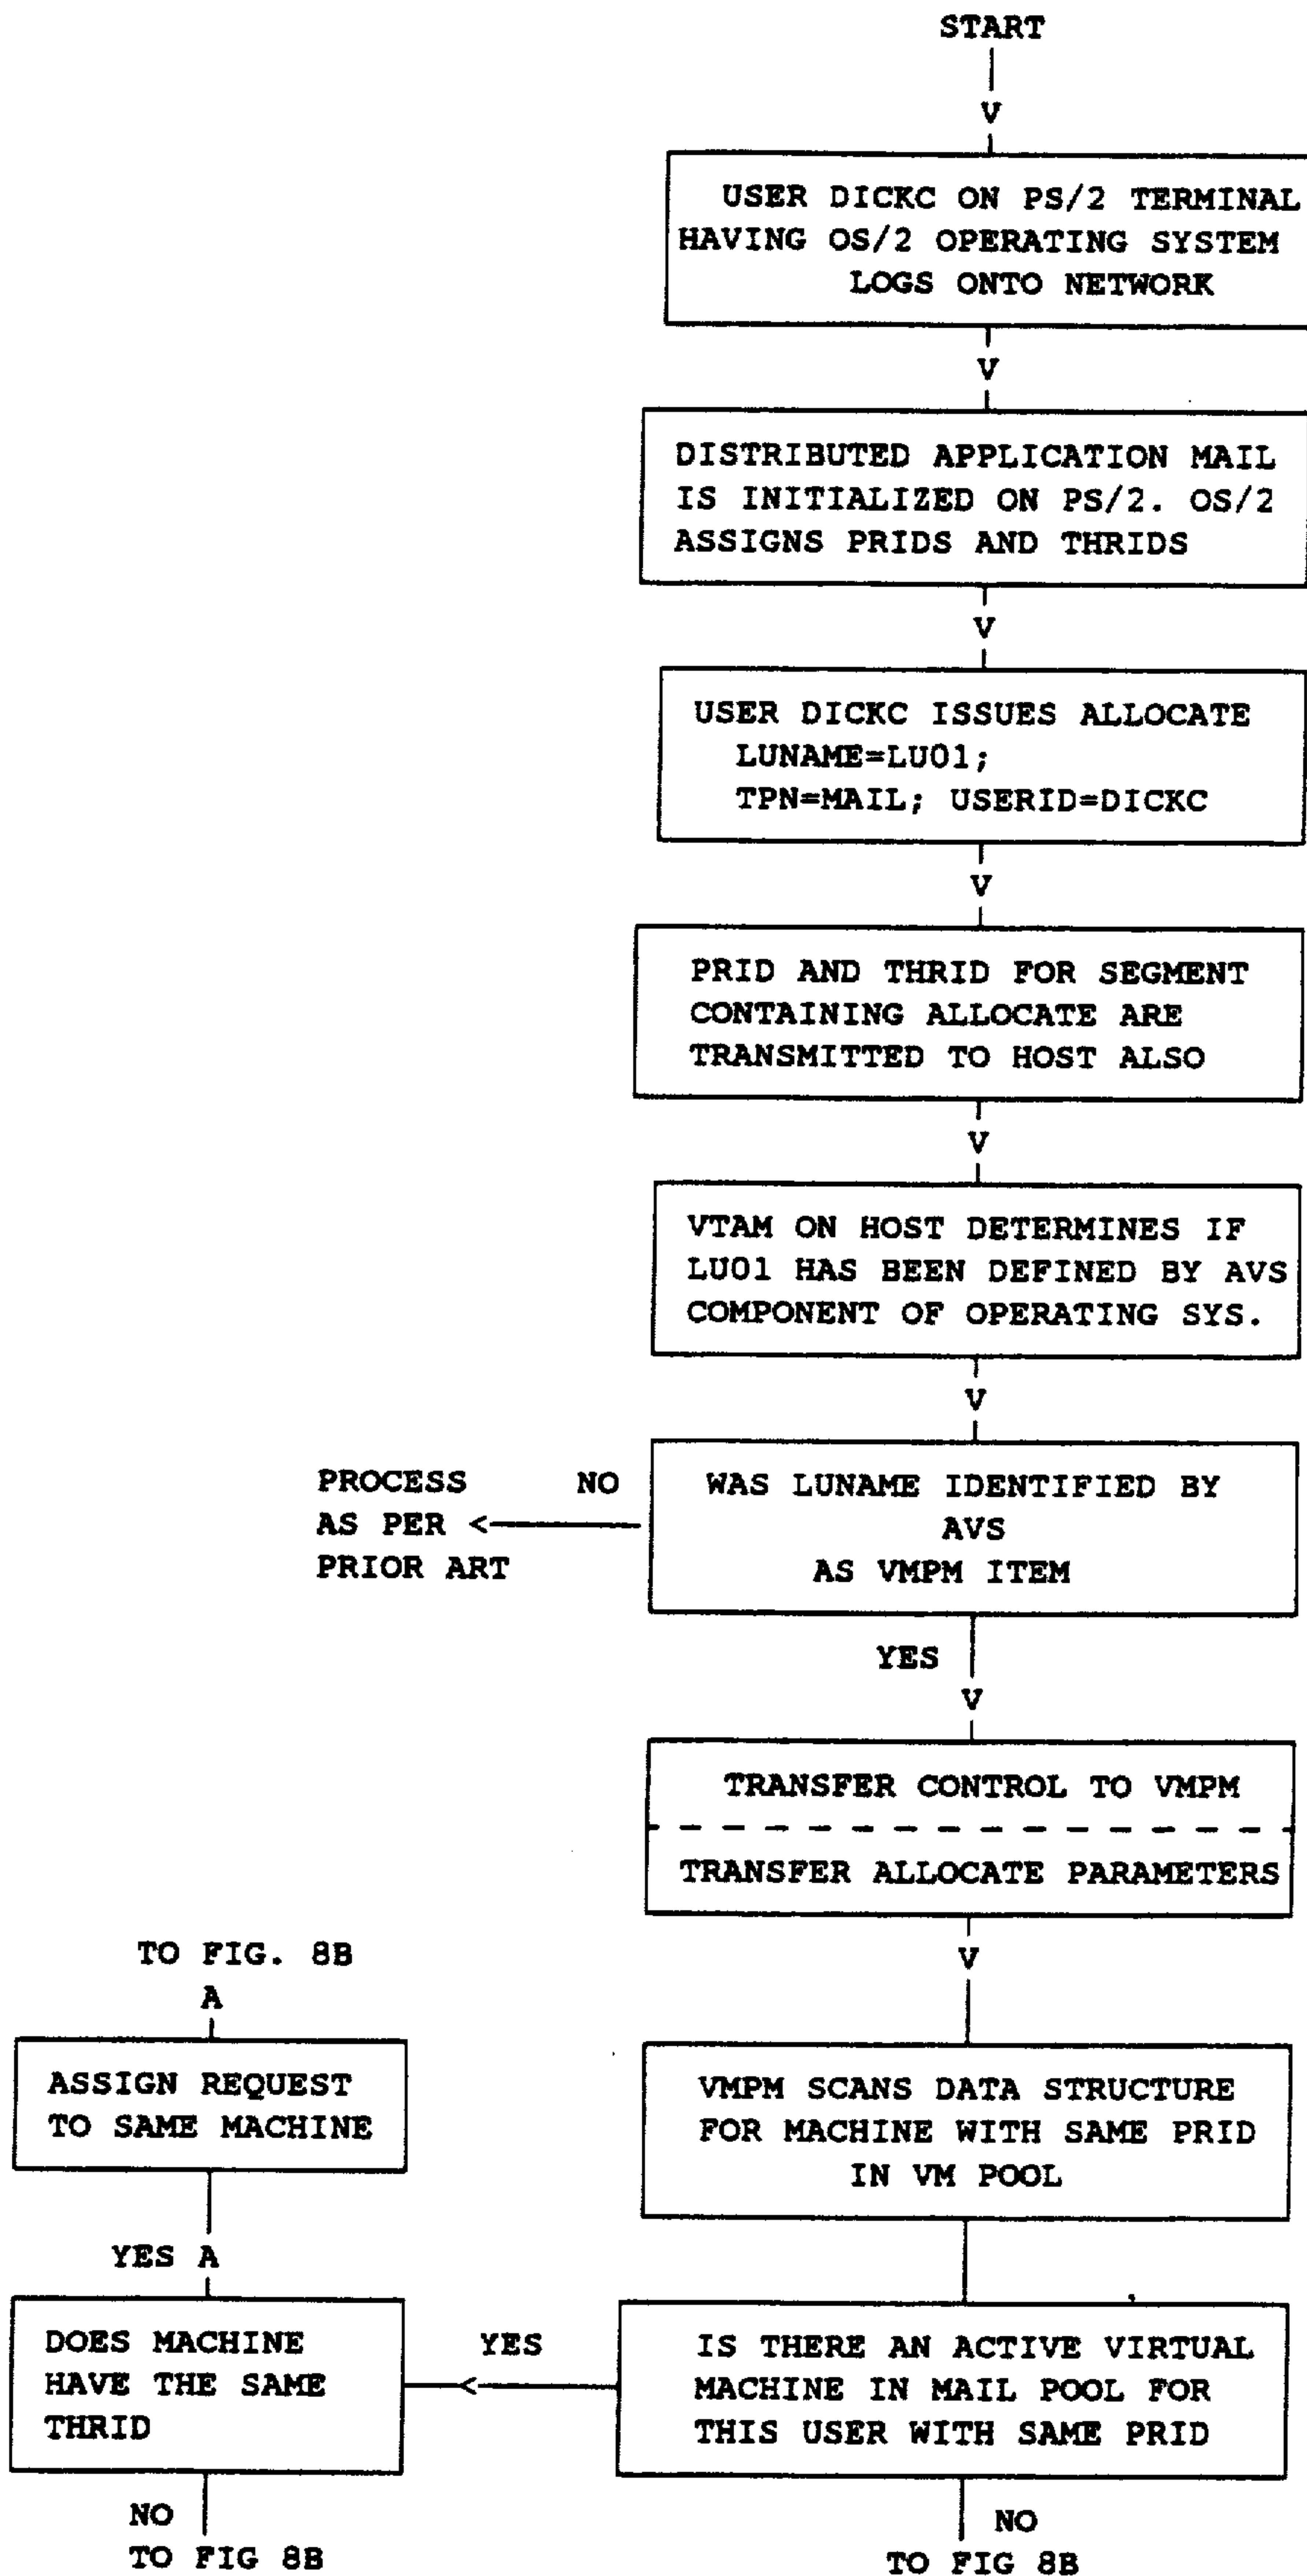 START
V
USER DICKC ON PS/2 TERMINAL
HAVING OS/2 OPERATING SYSTEM
LOGS ONTO NETWORK
V
DISTRIBUTED APPLICATION MAIL
IS INITIALIZED ON PS/2. OS/2
ASSIGNS PRIDS AND THRIDS
V
USER DICKC ISSUES ALLOCATE
LUNAME=LU01;
TPN=MAIL; USERID=DICKC
V
PRID AND THRID FOR SEGMENT
CONTAINING ALLOCATE ARE
TRANSMITTED TO HOST ALSO
V
VTAM ON HOST DETERMINES IF
LU01 HAS BEEN DEFINED BY AVS
COMPONENT OF OPERATING SYS.
V
WAS LUNAME IDENTIFIED BY
AVS
AS VMPM ITEM
NO
PROCESS
AS PER <
PRIOR ART
YES
V
TRANSFER CONTROL TO VMPM
TRANSFER ALLOCATE PARAMETERS
V
VMPM SCANS DATA STRUCTURE
FOR MACHINE WITH SAME PRID
IN VM POOL
IS THERE AN ACTIVE VIRTUAL
MACHINE IN MAIL POOL FOR
THIS USER WITH SAME PRID
NO
TO FIG 8B
YES
<
DOES MACHINE
HAVE THE SAME
THRID
NO
TO FIG 8B
YES A
ASSIGN REQUEST
TO SAME MACHINE
A
TO FIG. 8B